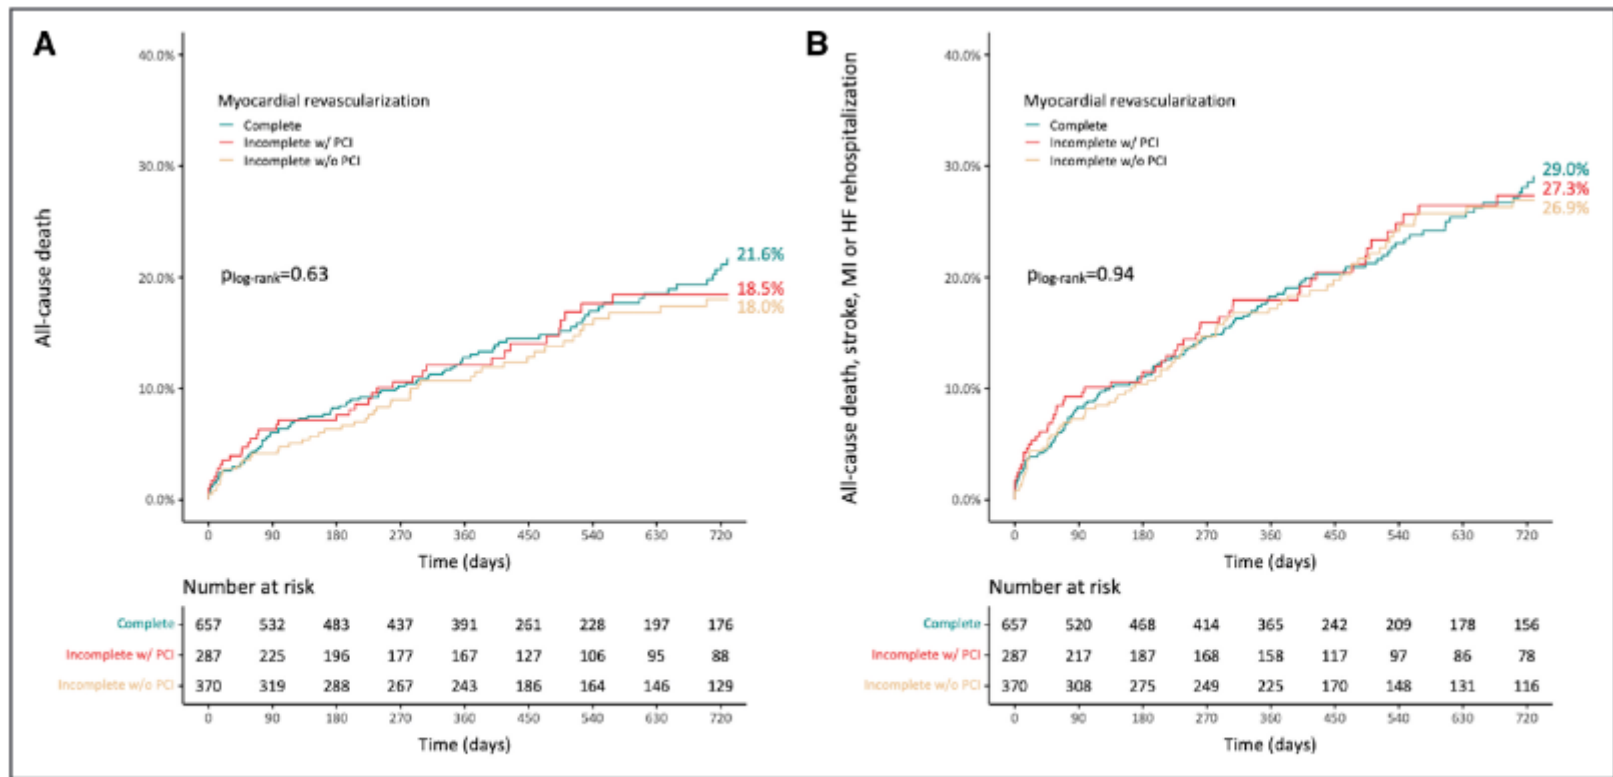 A
All-cause death
40.0%
30.0%
20.0%
10.0%
0.0%
Myocardial revascularization
Complete
Incomplete w/ PCI
Incomplete w/o PCI
plog-rank=0.63
21.6%
18.5%
18.0%
0 90 180 270 360 450 540 630 720
Time (days)
Number at risk
Complete 657 532 483 437 391 261 228 197 176
Incomplete w/ PCI 287 225 196 177 167 127 106 95 88
Incomplete w/o PCI 370 319 288 267 243 186 164 146 129
0 90 180 270 360 450 540 630 720
Time (days)
B
All-cause death, stroke, MI or HF rehospitalization
40.0%
30.0%
20.0%
10.0%
0.0%
Myocardial revascularization
Complete
Incomplete w/ PCI
Incomplete w/o PCI
plog-rank=0.94
29.0%
27.3%
26.9%
0 90 180 270 360 450 540 630 720
Time (days)
Number at risk
Complete 657 520 468 414 365 242 209 178 156
Incomplete w/ PCI 287 217 187 168 158 117 97 86 78
Incomplete w/o PCI 370 308 275 249 225 170 148 131 116
0 90 180 270 360 450 540 630 720
Time (days)